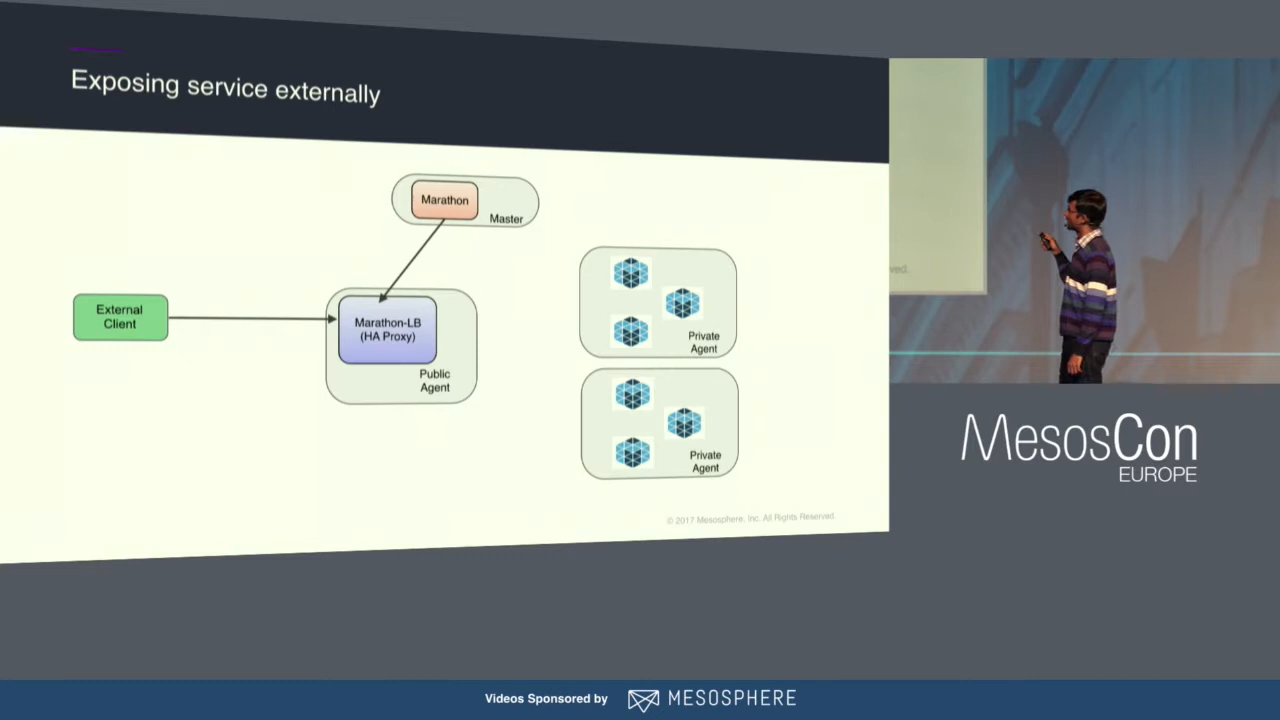 Exposing service externally
Marathon
Master
External
Client
Marathon-LB
(HA Proxy)
Public
Agent
Private
Agent
Private
Agent
© 2017 Mesosphere, Inc. All Rights Reserved.
ved.
MesosCon
EUROPE
Videos Sponsored by
MESOSPHERE